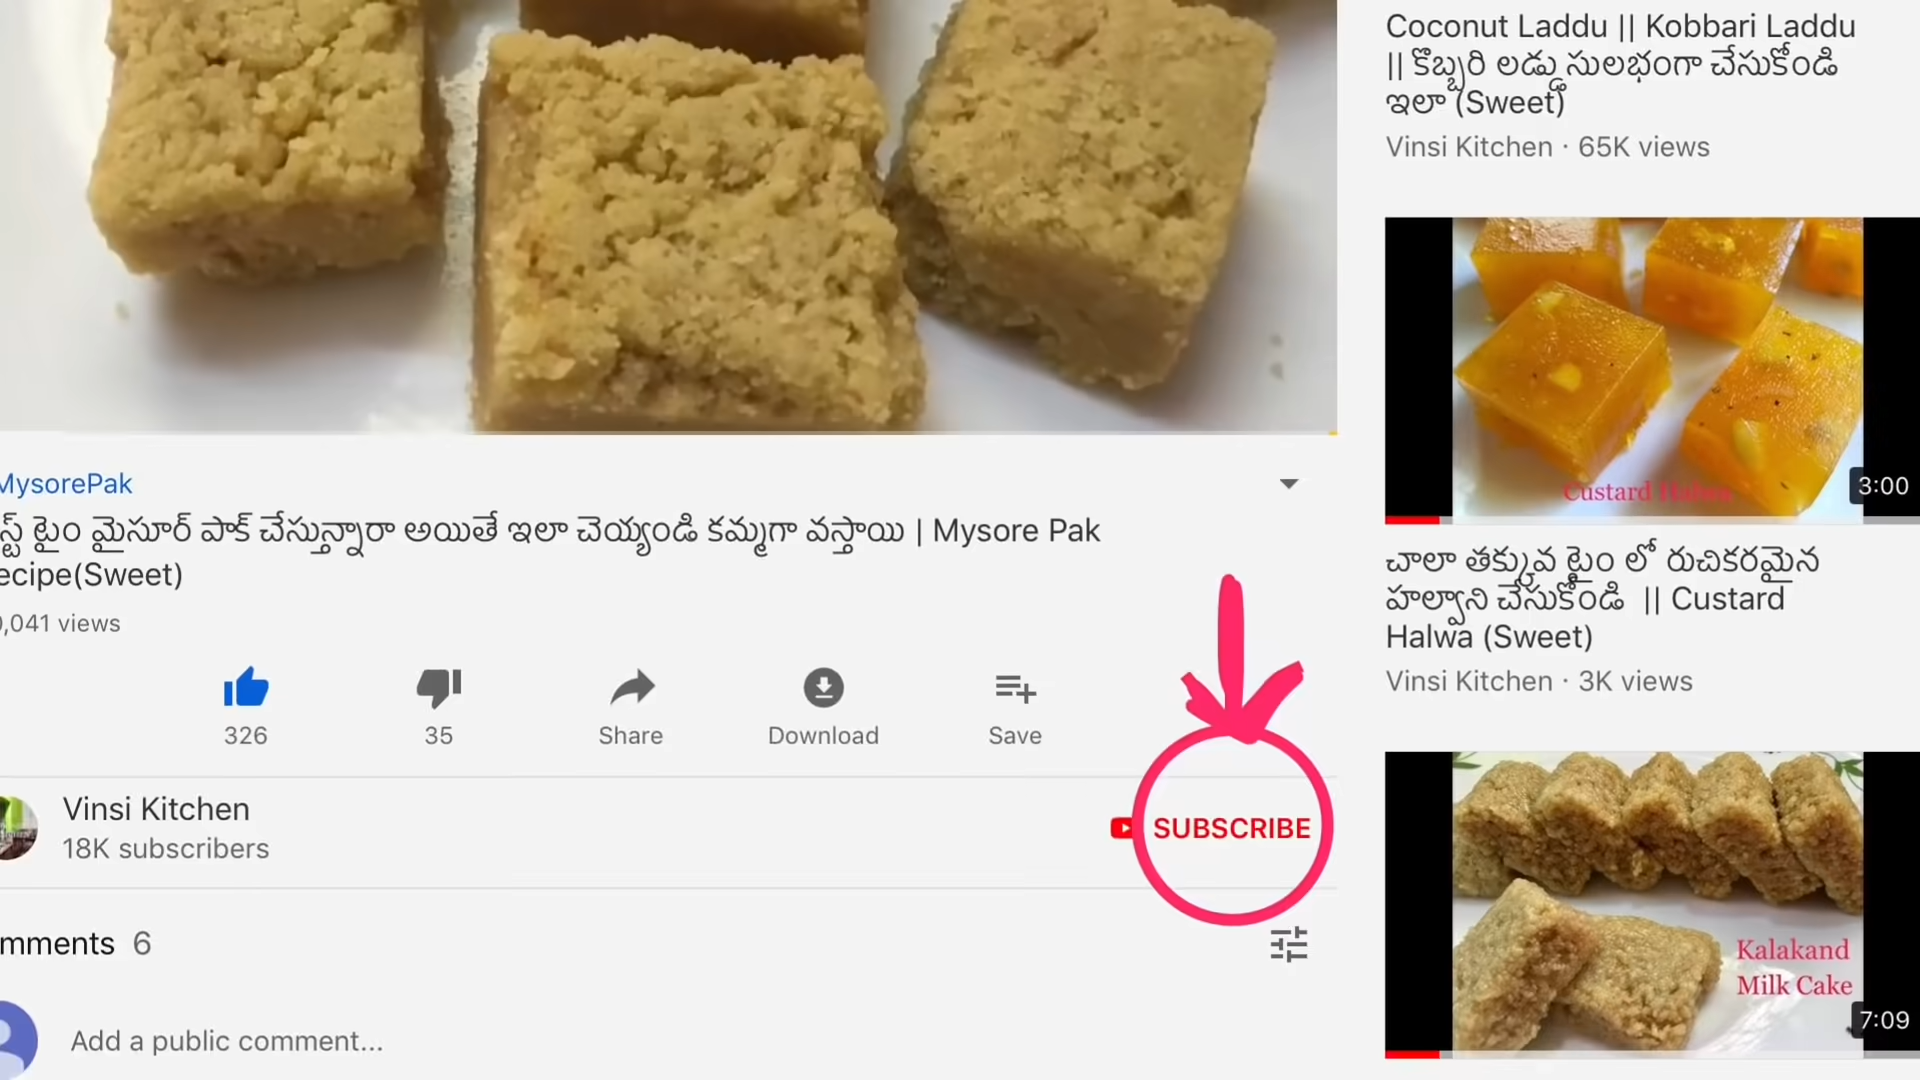 MysorePak
స్ట్ టైం మైసూర్ పాక్ చేస్తున్నారా అయితే ఇలా చెయ్యండి కమ్మగా వస్తాయి | Mysore Pak
ecipe(Sweet)
,041 views
326
35
Share
Download
Save
Vinsi Kitchen
18K subscribers
SUBSCRIBE
mments 6
Add a public comment...
Coconut Laddu || Kobbari Laddu
|| కొబ్బరి లడ్డు సులభంగా చేసుకోండి
ఇలా (Sweet)
Vinsi Kitchen · 65K views
Custard Halwa
3:00
చాలా తక్కువ టైం లో రుచికరమైన
హల్వాని చేసుకోండి || Custard
Halwa (Sweet)
Vinsi Kitchen · 3K views
Kalakand
Milk Cake
7:09